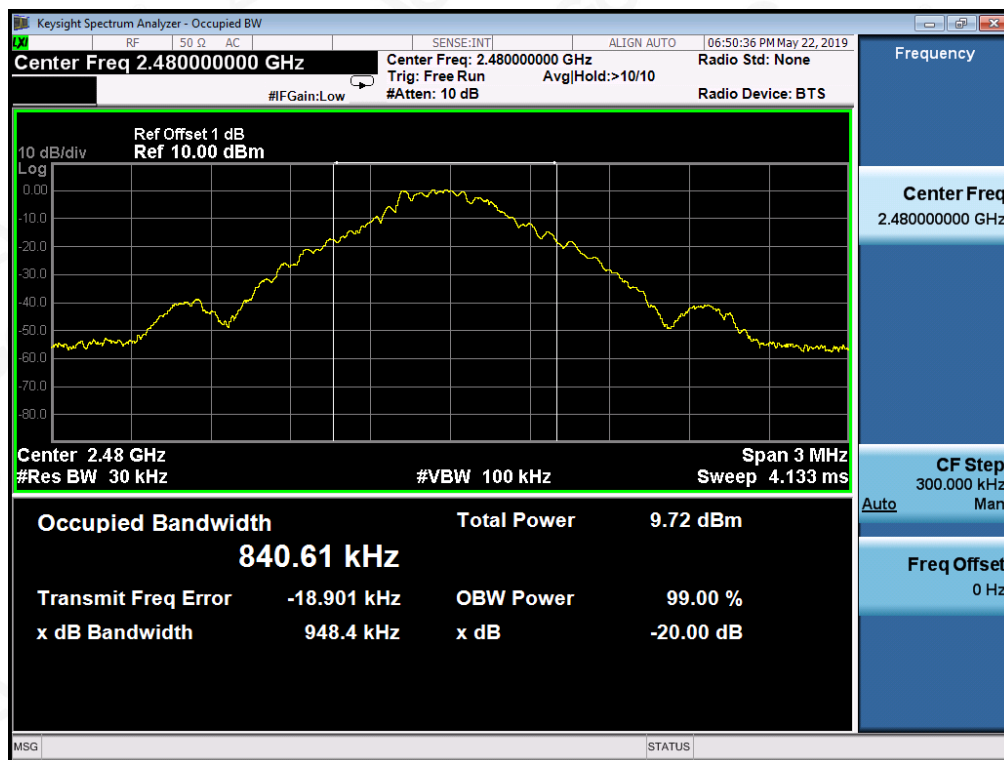 Keysight Spectrum Analyzer - Occupied BW
LXI RF 50 Ω AC SENSE:INT ALIGN AUTO 06:50:36 PM May 22, 2019
Center Freq 2.480000000 GHz Center Freq: 2.480000000 GHz Radio Std: None Frequency
Trig: Free Run Avg|Hold:>10/10
#IFGain:Low #Atten: 10 dB Radio Device: BTS
Ref Offset 1 dB
10 dB/div Ref 10.00 dBm
Log
0.00
-10.0
-20.0
-30.0
-40.0
-50.0
-60.0
-70.0
-80.0
Center Freq
2.480000000 GHz
Center 2.48 GHz Span 3 MHz
#Res BW 30 kHz #VBW 100 kHz Sweep 4.133 ms
CF Step
300.000 kHz
Auto Man
Occupied Bandwidth Total Power 9.72 dBm
840.61 kHz
Transmit Freq Error -18.901 kHz OBW Power 99.00 %
x dB Bandwidth 948.4 kHz x dB -20.00 dB
Freq Offset
0 Hz
MSG STATUS